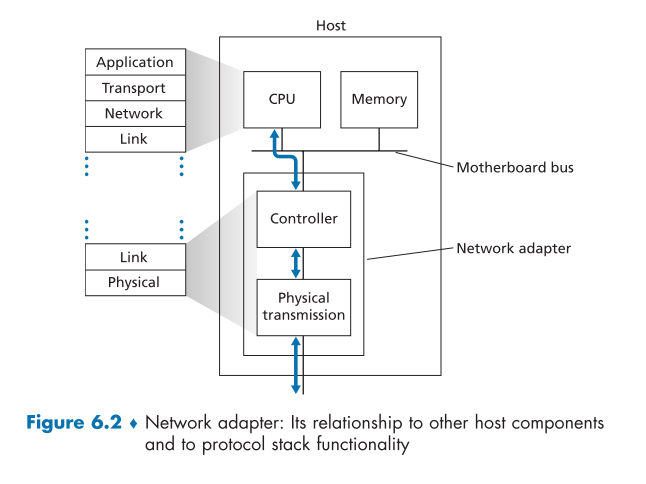 Host
Application
Transport
Network
Link
CPU
Memory
Motherboard bus
Controller
Network adapter
Link
Physical
Physical
transmission
Figure 6.2 ♦ Network adapter: Its relationship to other host components
and to protocol stack functionality